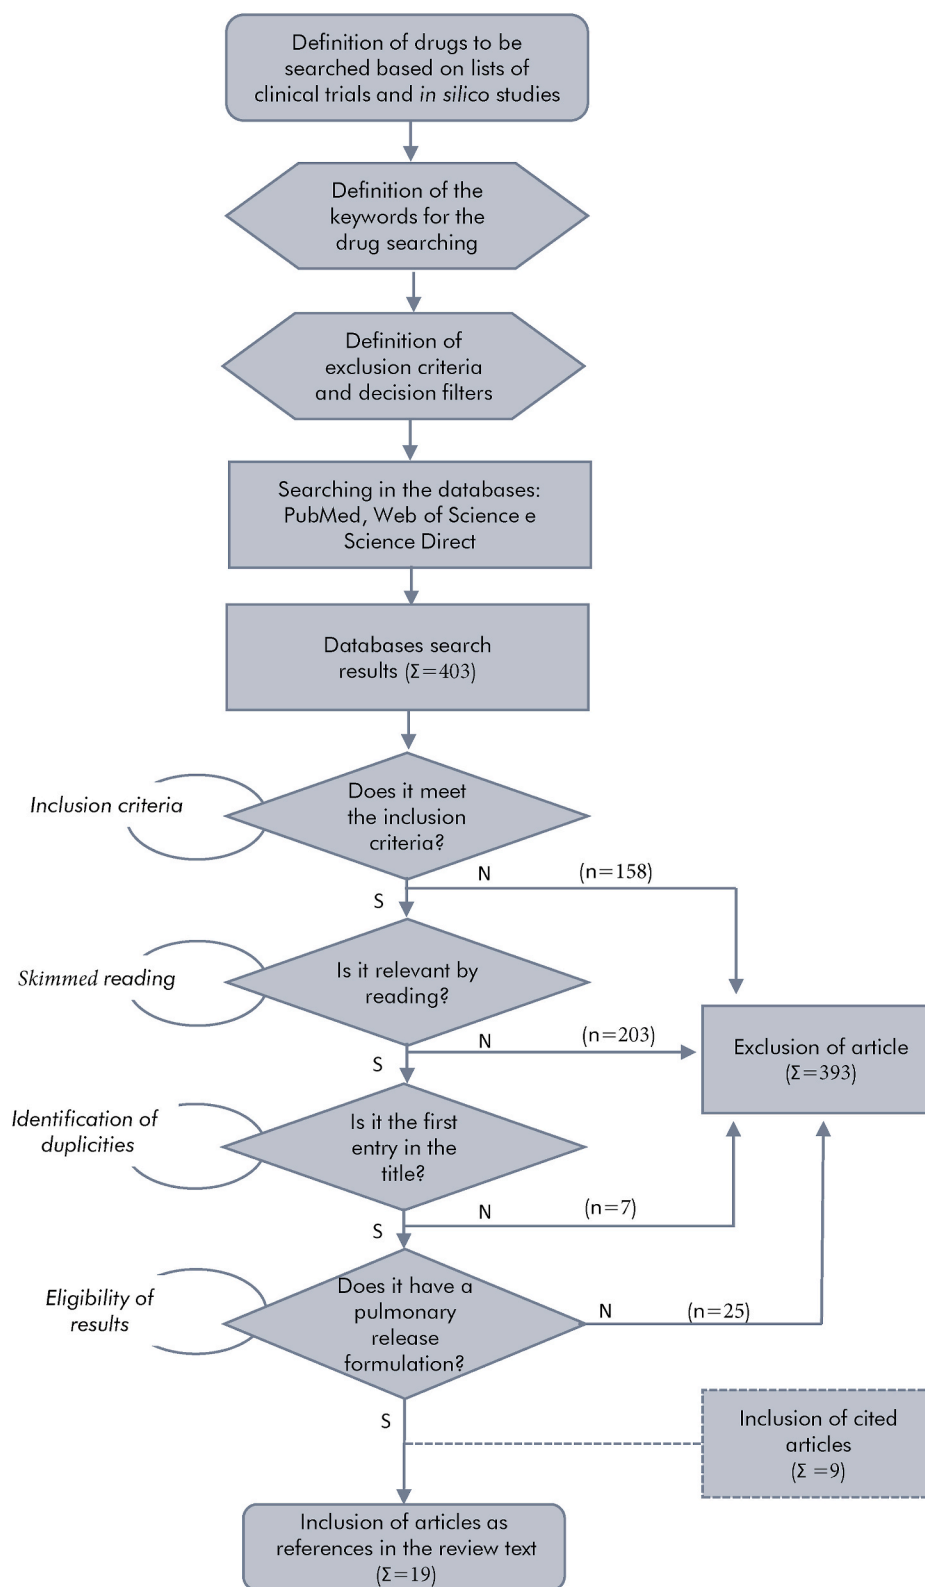 Definition of drugs to be
searched based on lists of
clinical trials and in silico studies
Definition of the
keywords for the
drug searching
Definition of
exclusion criteria
and decision filters
Searching in the databases:
PubMed, Web of Science e
Science Direct
Databases search
results (Σ=403)
Inclusion criteria
Does it meet
the inclusion
criteria?
N
(n=158)
S
Skimmed reading
Is it relevant by
reading?
N
(n=203)
S
Exclusion of article
(Σ=393)
Identification of
duplicities
Is it the first
entry in the
title?
N
(n=7)
S
Eligibility of
results
Does it have a
pulmonary
release
formulation?
N
(n=25)
S
Inclusion of cited
articles
(Σ =9)
Inclusion of articles as
references in the review text
(Σ=19)